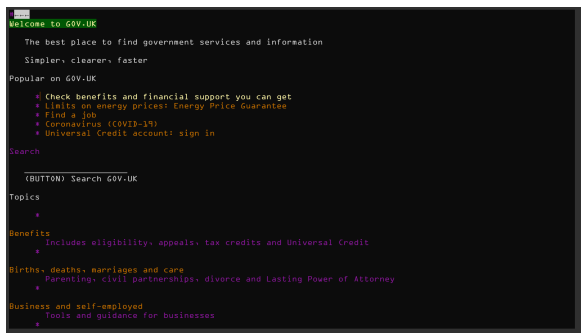 *←←←
Welcome to GOV.UK
The best place to find government services and information
Simpler, clearer, faster
Popular on GOV.UK
* Check benefits and financial support you can get
* Limits on energy prices: Energy Price Guarantee
* Find a job
* Coronavirus (COVID-19)
* Universal Credit account: sign in
Search
____________________
(BUTTON) Search GOV.UK
Topics
*
Benefits
Includes eligibility, appeals, tax credits and Universal Credit
*
Births, deaths, marriages and care
Parenting, civil partnerships, divorce and Lasting Power of Attorney
*
Business and self-employed
Tools and guidance for businesses
*